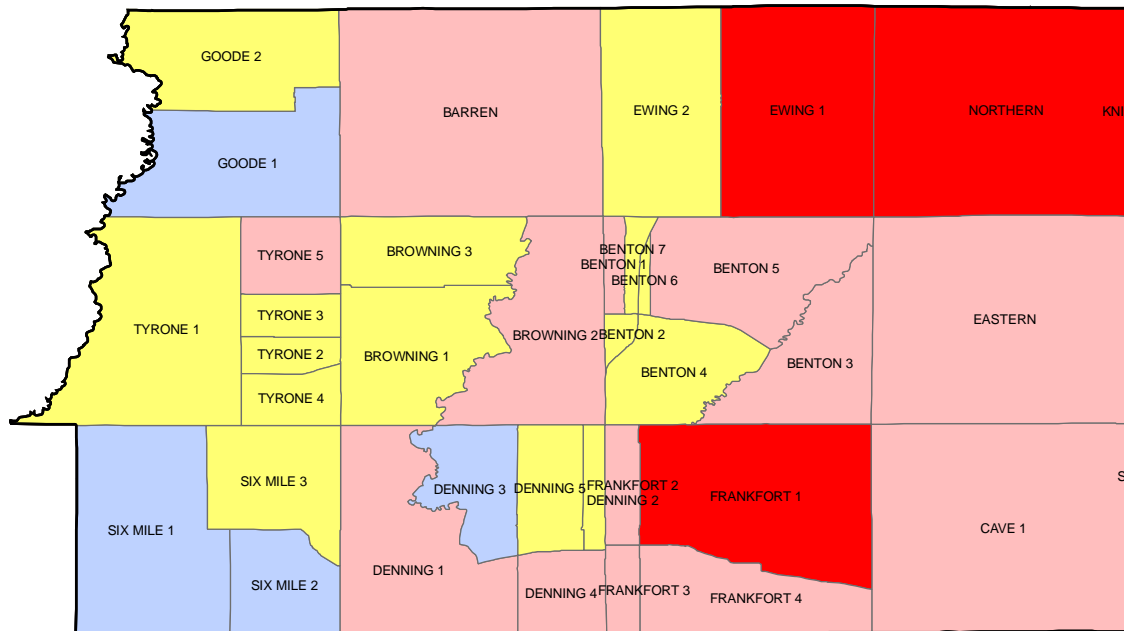 GOODE 2
BARREN
EWING 2
EWING 1
NORTHERN
KNI
GOODE 1
TYRONE 5
BROWNING 3
BENTON 7
BENTON 1
BENTON 5
BENTON 6
TYRONE 1
TYRONE 3
EASTERN
BROWNING 2
BENTON 2
TYRONE 2
BROWNING 1
BENTON 3
BENTON 4
TYRONE 4
SIX MILE 3
DENNING 3
DENNING 5
FRANKFORT 2
DENNING 2
FRANKFORT 1
S
SIX MILE 1
CAVE 1
DENNING 1
SIX MILE 2
DENNING 4
FRANKFORT 3
FRANKFORT 4